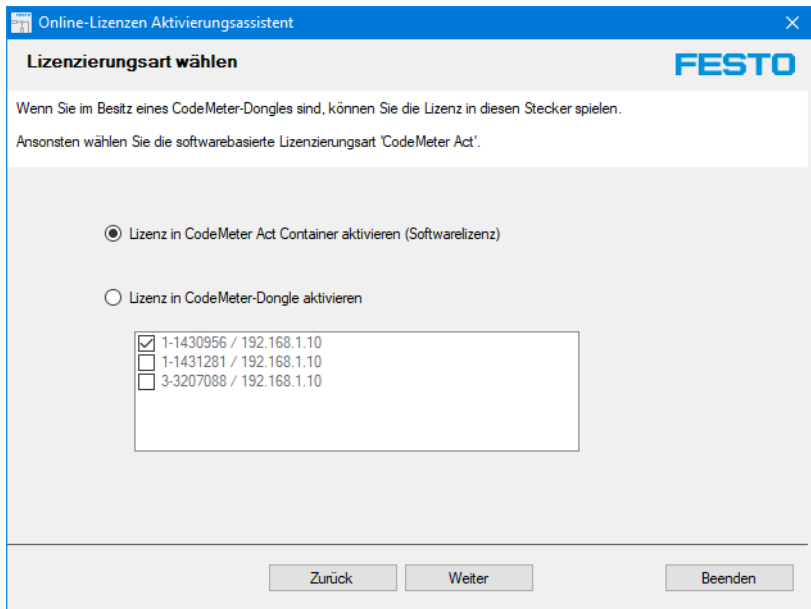 Online-Lizenzen Aktivierungsassistent
Lizenzierungsart wählen
FESTO
Wenn Sie im Besitz eines CodeMeter-Dongles sind, können Sie die Lizenz in diesen Stecker spielen.
Ansonsten wählen Sie die softwarebasierte Lizenzierungsart 'CodeMeter Act'.
Lizenz in CodeMeter Act Container aktivieren (Softwarelizenz)
Lizenz in CodeMeter-Dongle aktivieren
1-1430956 / 192.168.1.10
1-1431281 / 192.168.1.10
3-3207088 / 192.168.1.10
Zurück
Weiter
Beenden